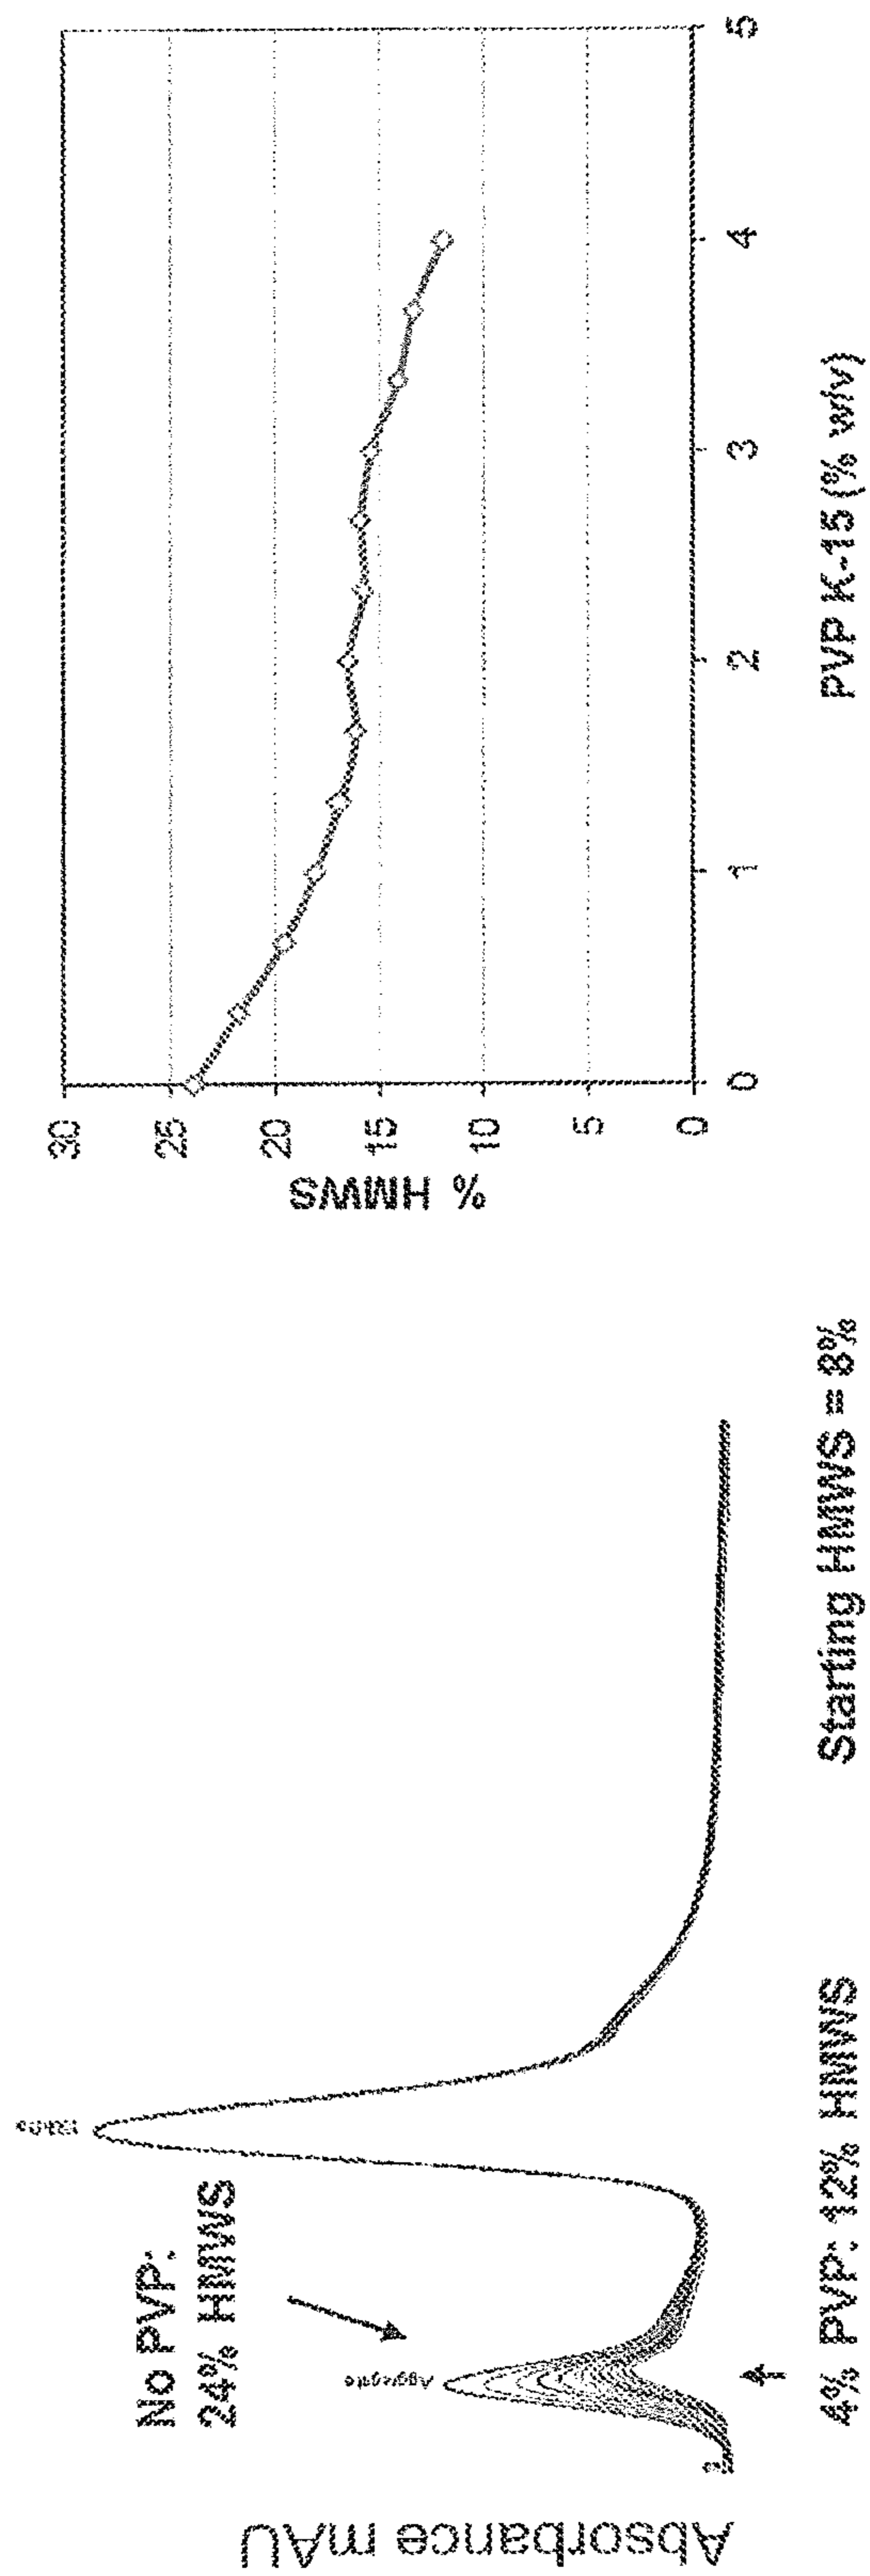 Absorbance mAU
No PVP:
24% HMWS
Aggregate
4% PVP: 12% HMWS
Starting HMWS = 8%
% HMWS
30
25
20
15
10
5
0
0 1 2 3 4 5
PVP K-15 (% w/v)